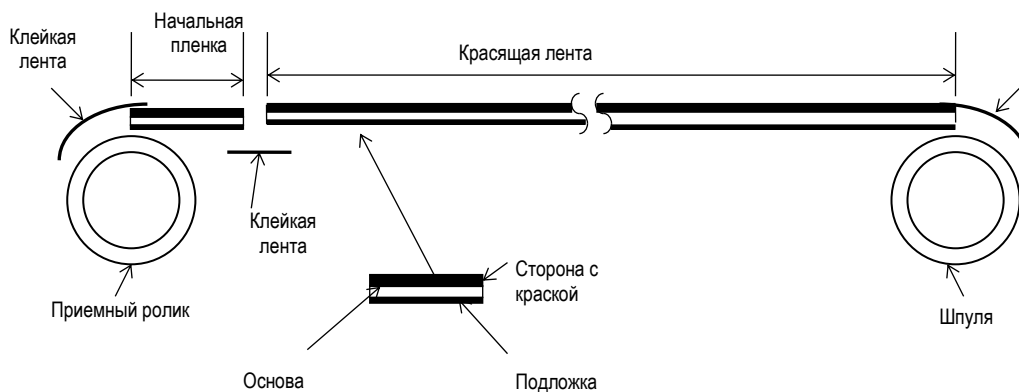 Начальная
пленка
Клейкая
лента
Красящая лента
Клейкая
лента
Сторона с
краской
Приемный ролик
Шпуля
Основа
Подложка